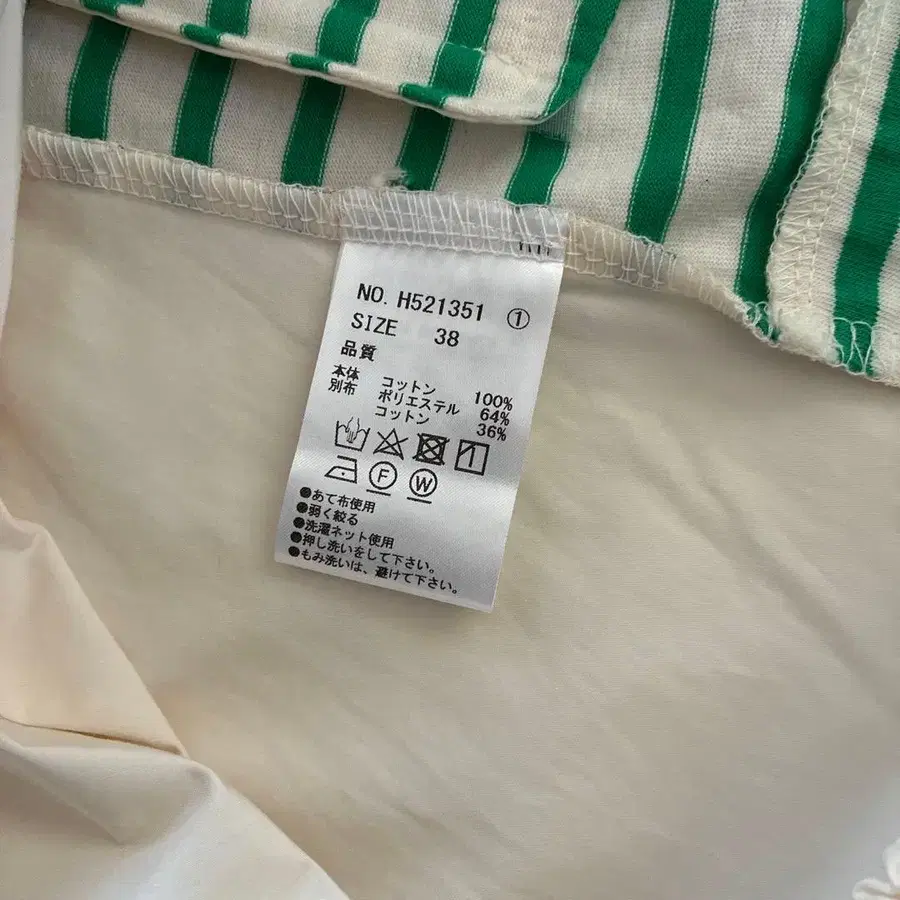 NO. H521351 ①
SIZE 38
品質
本体 コットン 100%
別布 ポリエステル 64%
コットン 36%
F W
●あて布使用
●弱く絞る
●洗濯ネット使用
●押し洗いをして下さい。
●もみ洗いは、避けて下さい。